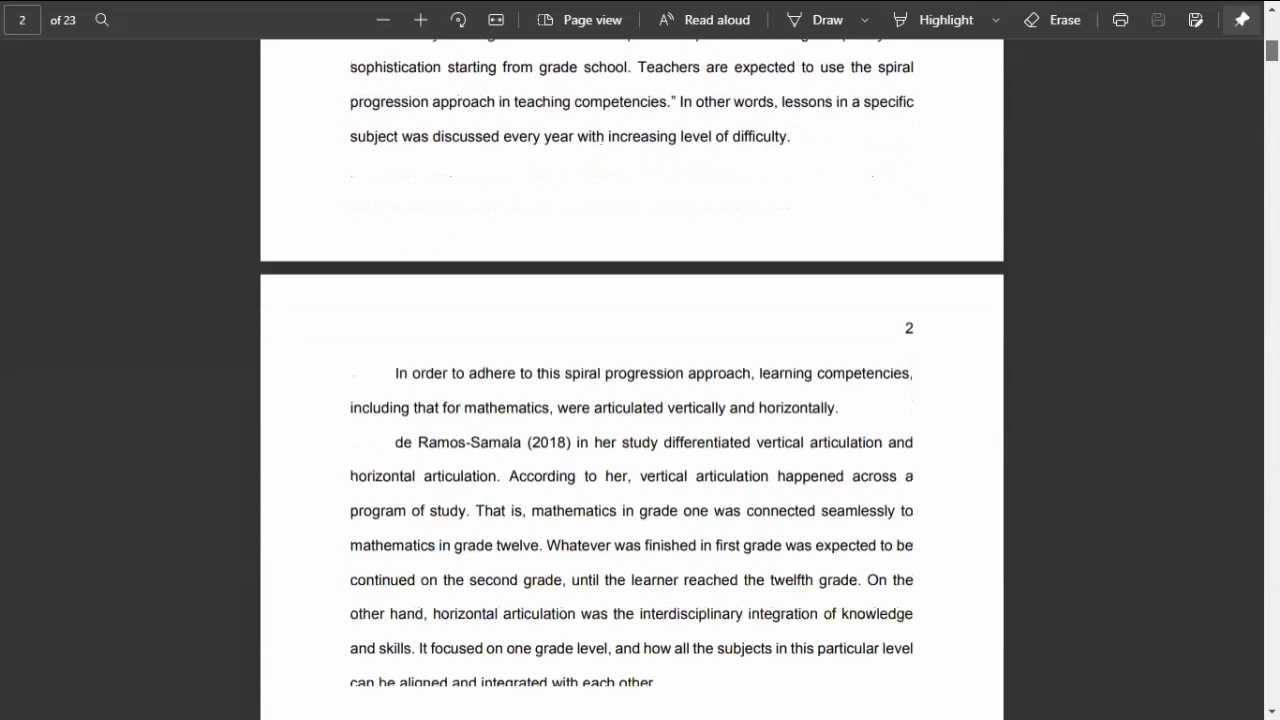 2 of 23 Page view Read aloud Draw Highlight Erase
sophistication starting from grade school. Teachers are expected to use the spiral
progression approach in teaching competencies.” In other words, lessons in a specific
subject was discussed every year with increasing level of difficulty.
2
In order to adhere to this spiral progression approach, learning competencies,
including that for mathematics, were articulated vertically and horizontally.
de Ramos-Samala (2018) in her study differentiated vertical articulation and
horizontal articulation. According to her, vertical articulation happened across a
program of study. That is, mathematics in grade one was connected seamlessly to
mathematics in grade twelve. Whatever was finished in first grade was expected to be
continued on the second grade, until the learner reached the twelfth grade. On the
other hand, horizontal articulation was the interdisciplinary integration of knowledge
and skills. It focused on one grade level, and how all the subjects in this particular level
can be aligned and integrated with each other